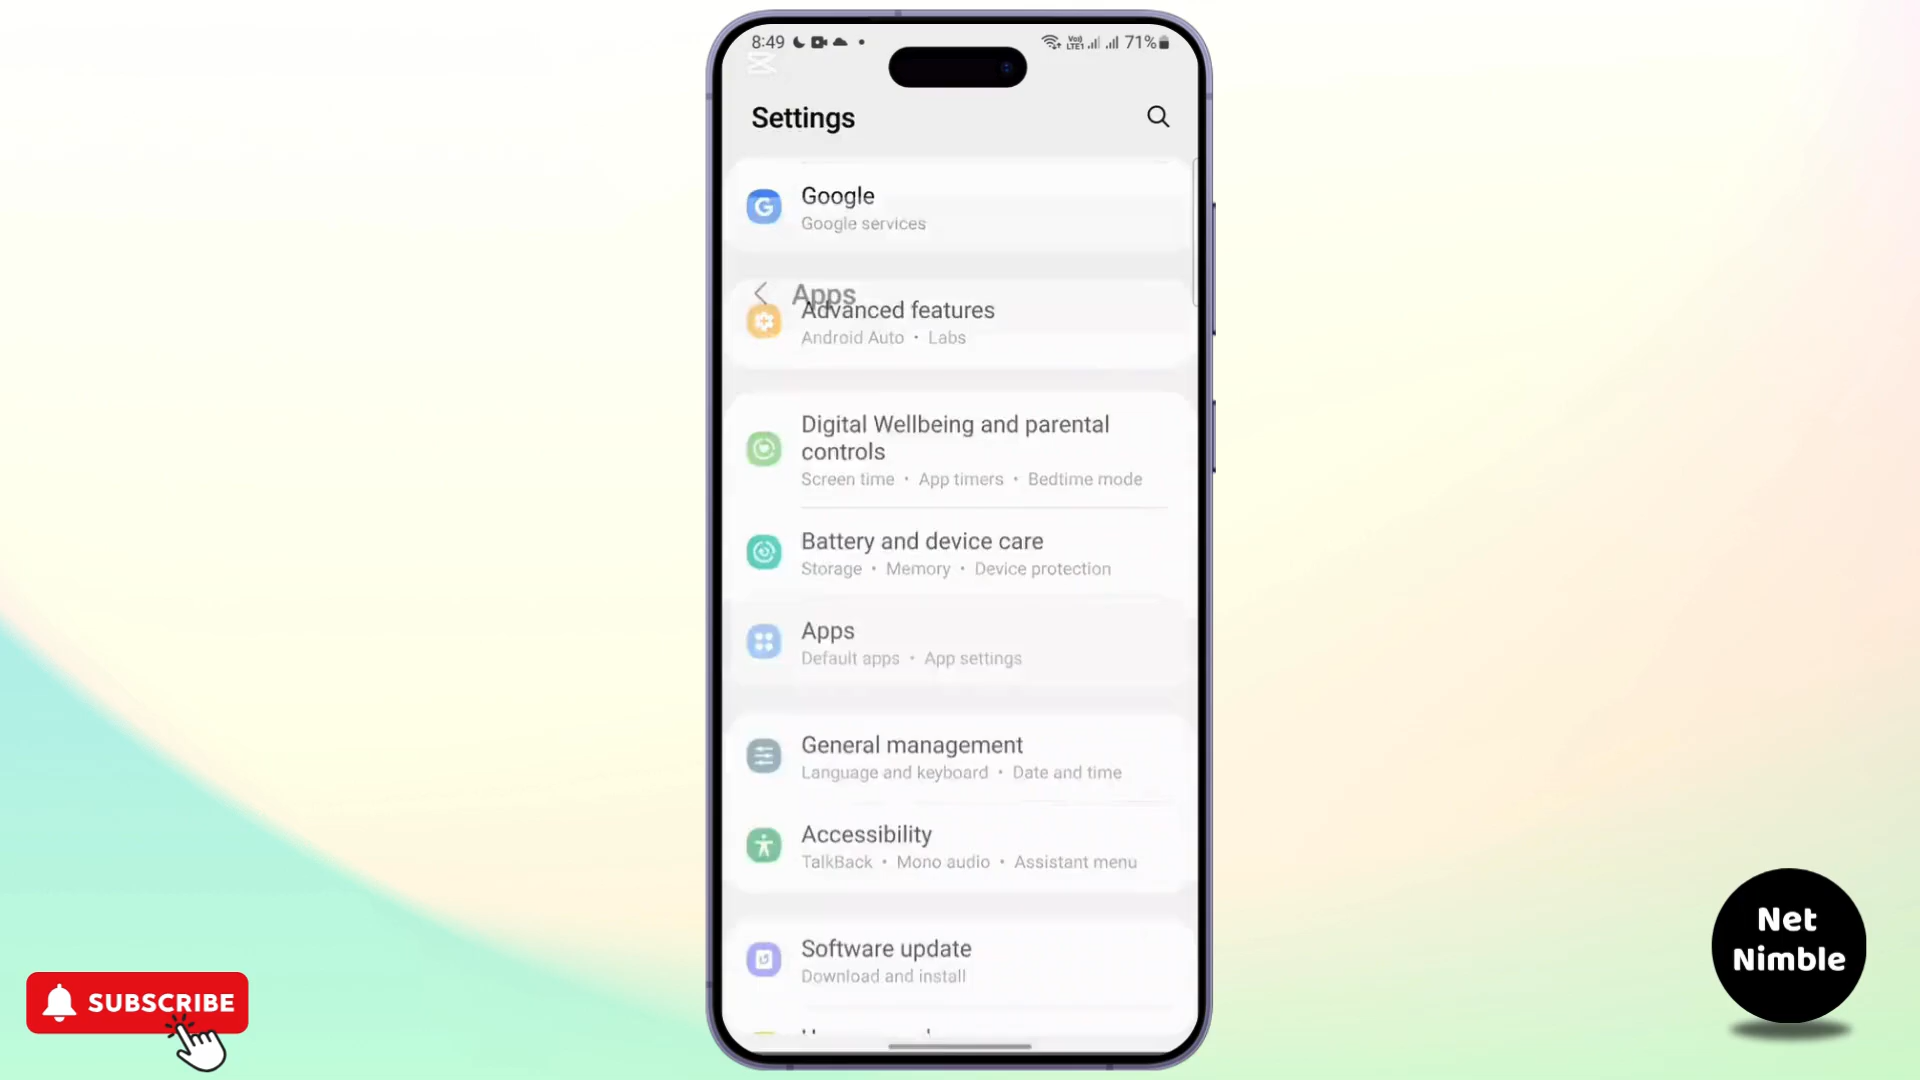 8:49
Vo)
LTE1
71%
Settings
Google
Google services
Apps
Advanced features
Android Auto • Labs
Digital Wellbeing and parental
controls
Screen time • App timers • Bedtime mode
Battery and device care
Storage • Memory • Device protection
Apps
Default apps • App settings
General management
Language and keyboard • Date and time
Accessibility
TalkBack • Mono audio • Assistant menu
Software update
Download and install
SUBSCRIBE
Net
Nimble